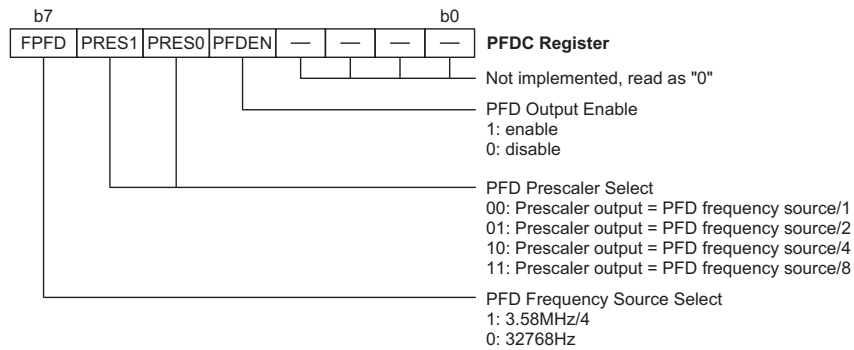 b7 b0
FPFD PRES1 PRES0 PFDEN — — — — PFDC Register
Not implemented, read as "0"
PFD Output Enable
1: enable
0: disable
PFD Prescaler Select
00: Prescaler output = PFD frequency source/1
01: Prescaler output = PFD frequency source/2
10: Prescaler output = PFD frequency source/4
11: Prescaler output = PFD frequency source/8
PFD Frequency Source Select
1: 3.58MHz/4
0: 32768Hz